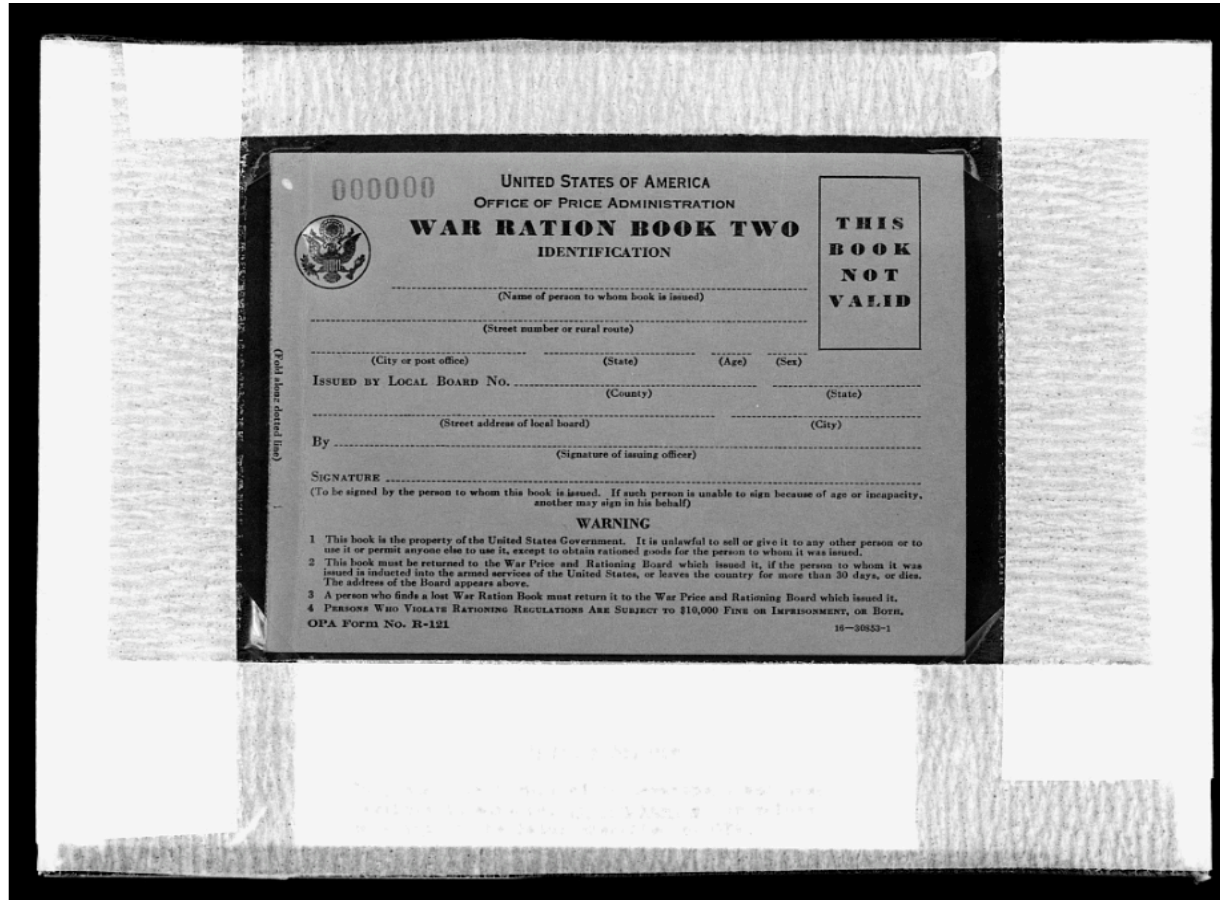 000000
UNITED STATES OF AMERICA
OFFICE OF PRICE ADMINISTRATION
WAR RATION BOOK TWO
IDENTIFICATION
THIS
BOOK
NOT
VALID
(Name of person to whom book is issued)
(Street number or rural route)
(City or post office) (State) (Age) (Sex)
ISSUED BY LOCAL BOARD NO.
(County) (State)
(Street address of local board) (City)
By
(Signature of issuing officer)
SIGNATURE
(To be signed by the person to whom this book is issued. If such person is unable to sign because of age or incapacity,
another may sign in his behalf)
WARNING
1 This book is the property of the United States Government. It is unlawful to sell or give it to any other person or to
use it or permit anyone else to use it, except to obtain rationed goods for the person to whom it was issued.
2 This book must be returned to the War Price and Rationing Board which issued it, if the person to whom it was
issued is inducted into the armed services of the United States, or leaves the country for more than 30 days, or dies.
The address of the Board appears above.
3 A person who finds a lost War Ration Book must return it to the War Price and Rationing Board which issued it.
4 PERSONS WHO VIOLATE RATIONING REGULATIONS ARE SUBJECT TO $10,000 FINE OR IMPRISONMENT, OR BOTH.
OPA Form No. R-121
16—30853-1
(Fold along dotted line)